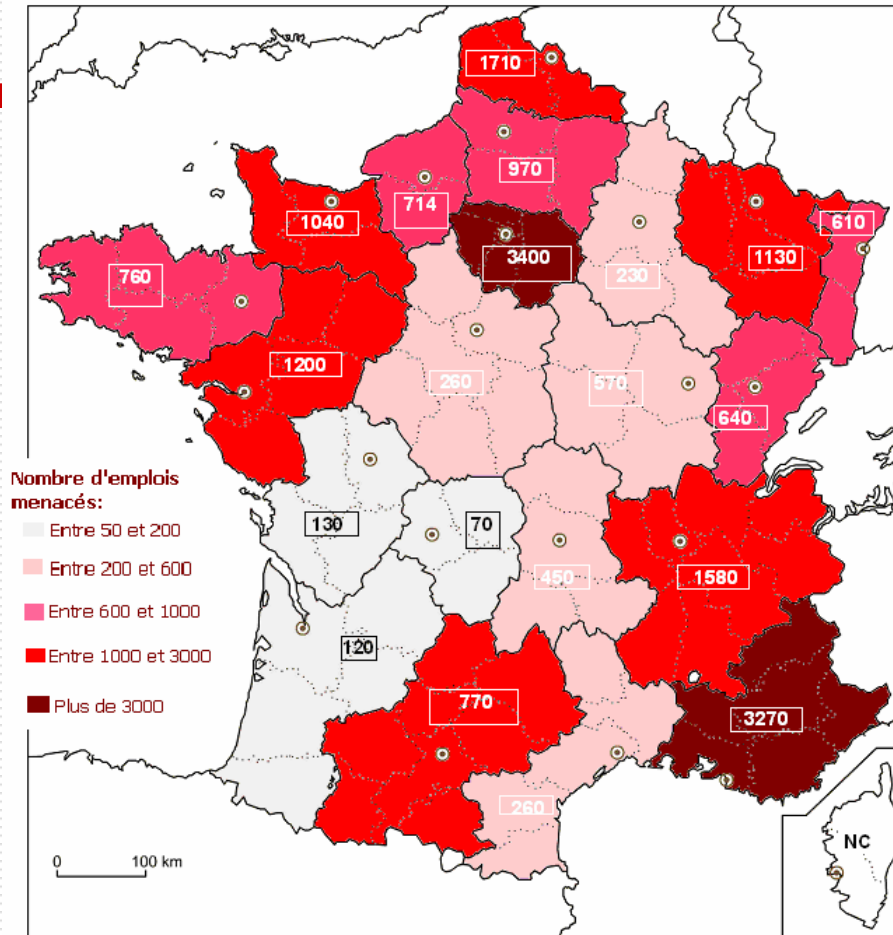 1710
970
714
1040
610
3400
1130
230
760
1200
260
570
640
Nombre d'emplois
menacés:
Entre 50 et 200
Entre 200 et 600
Entre 600 et 1000
Entre 1000 et 3000
Plus de 3000
130
70
450
1580
120
770
3270
260
NC
0 100 km